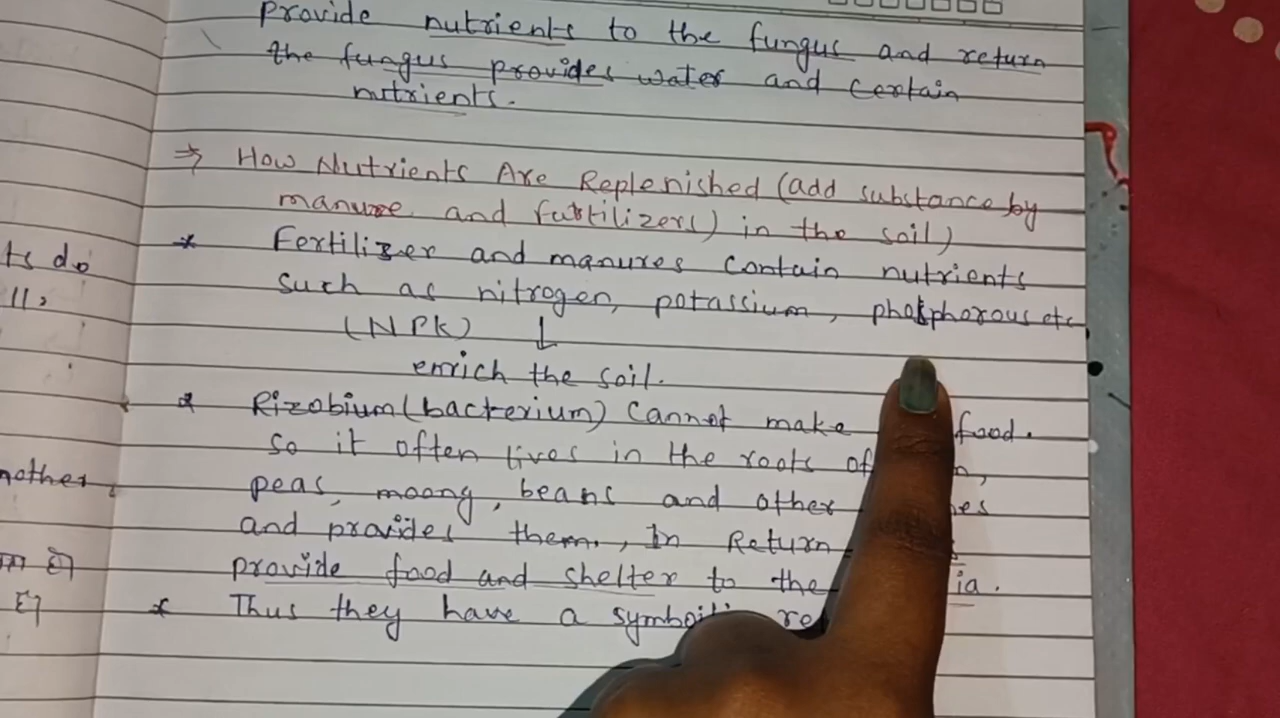 provide nutrients to the fungus and return
the fungus provides water and certain
nutrients.
⇒ How Nutrients Are Replenished (add substance by
manure and fertilizers) in the soil)
* Fertilizer and manures contain nutrients
such as nitrogen, potassium, phosphorous etc
(NPK) ↓
enrich the soil.
* Rizobium (bacterium) cannot make food.
so it often lives in the roots of
peas, moong, beans and other
and provides them., In Return
provide food and shelter to the
* Thus they have a
ts do
nother